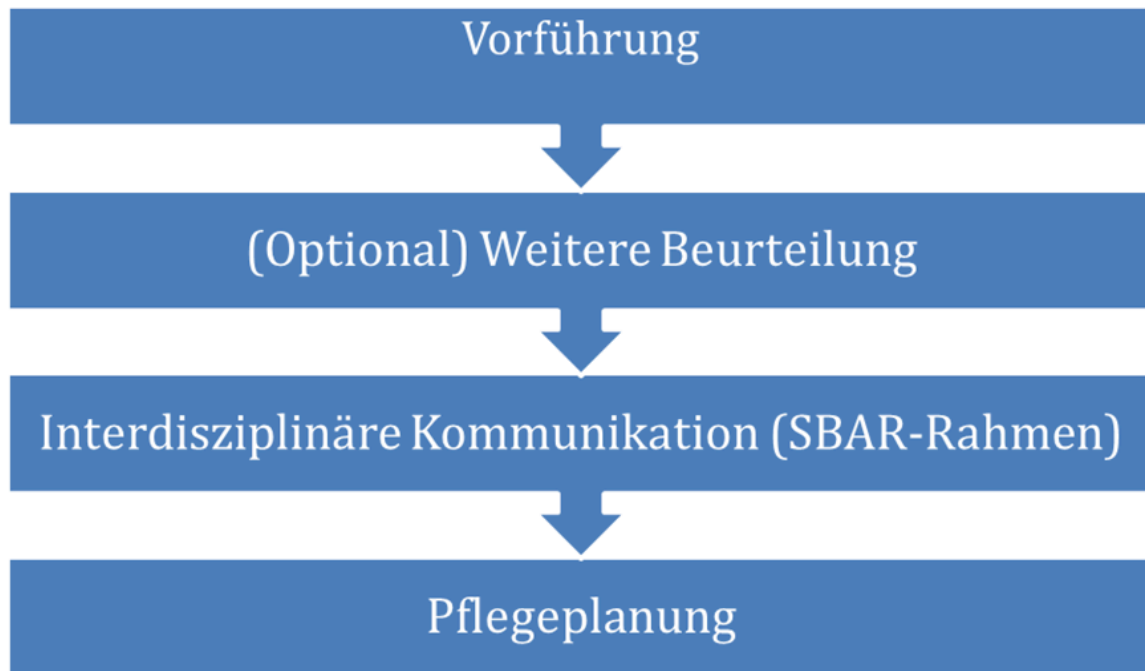 Vorführung
(Optional) Weitere Beurteilung
Interdisziplinäre Kommunikation (SBAR-Rahmen)
Pflegeplanung